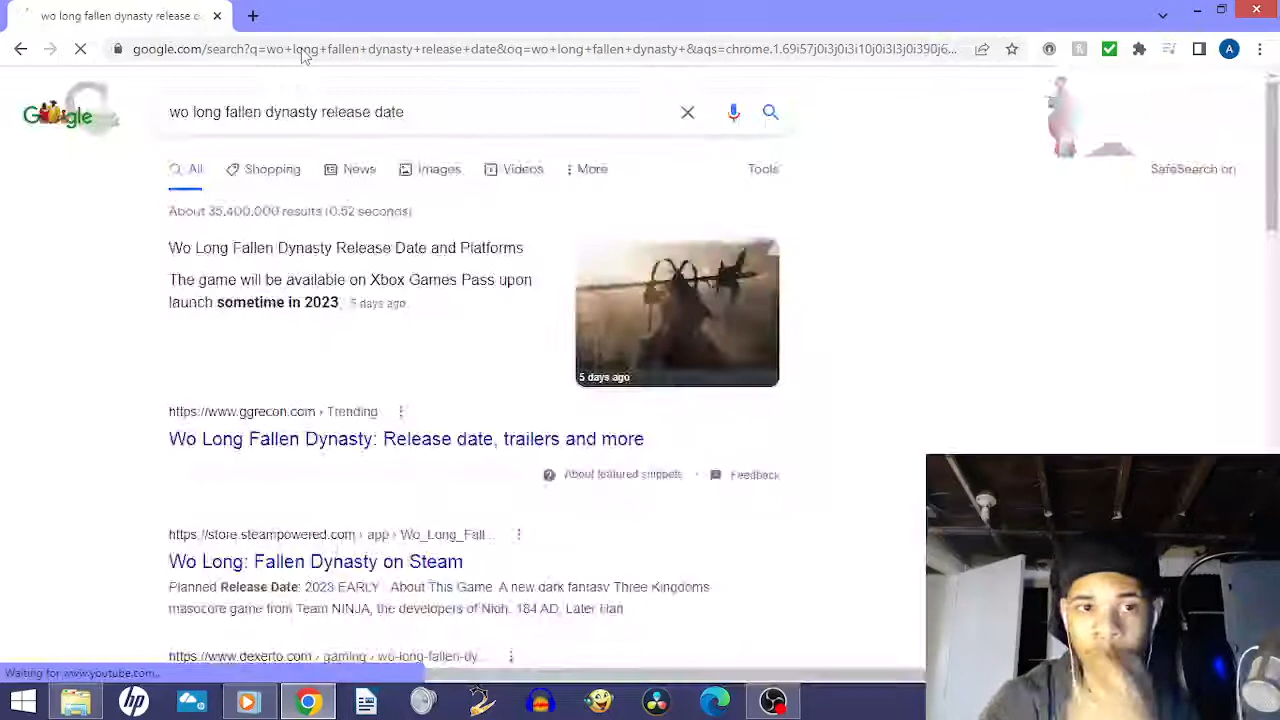 wo long fallen dynasty release d
google.com/search?q=wo+long+fallen+dynasty+release+date&oq=wo+long+fallen+dynasty+&aqs=chrome.1.69i57j0i3j0i3i10j0i3l3j0i390j6...
A
Google
wo long fallen dynasty release date
All
Shopping
News
Images
Videos
More
Tools
SafeSearch on
About 35,400,000 results (0.52 seconds)
Wo Long Fallen Dynasty Release Date and Platforms
The game will be available on Xbox Games Pass upon
launch sometime in 2023. 5 days ago
5 days ago
https://www.ggrecon.com › Trending
Wo Long Fallen Dynasty: Release date, trailers and more
About featured snippets
Feedback
https://store.steampowered.com › app › Wo_Long_Fall...
Wo Long: Fallen Dynasty on Steam
Planned Release Date: 2023 EARLY. About This Game. A new dark fantasy Three Kingdoms
masocore game from Team NINJA, the developers of Nioh. 184 AD, Later Han
https://www.dexerto.com › gaming › wo-long-fallen-dy...
Waiting for www.youtube.com...
hp